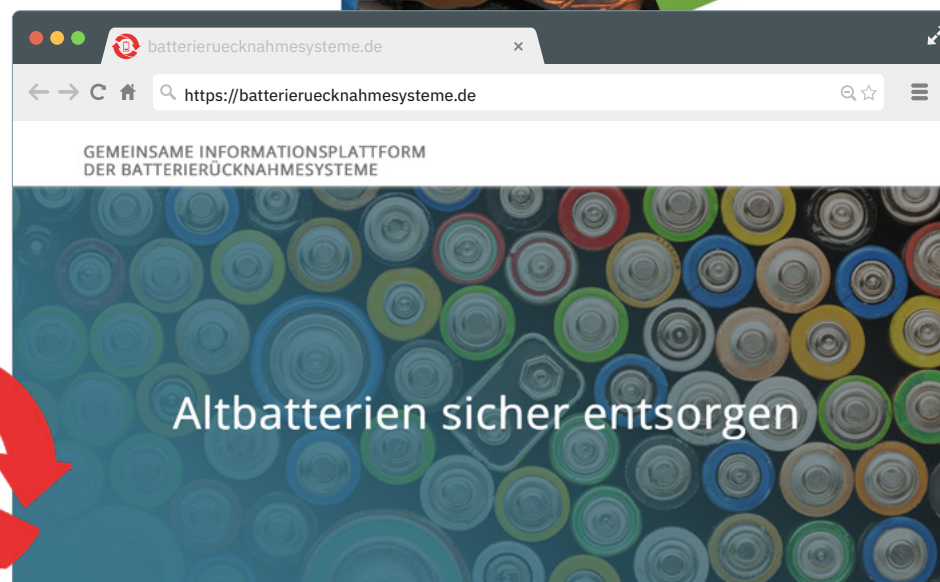 batterieruecknahmesysteme.de
https://batterieruecknahmesysteme.de
GEMEINSAME INFORMATIONSPLATTFORM
DER BATTERIERÜCKNAHMESYSTEME
Altbatterien sicher entsorgen